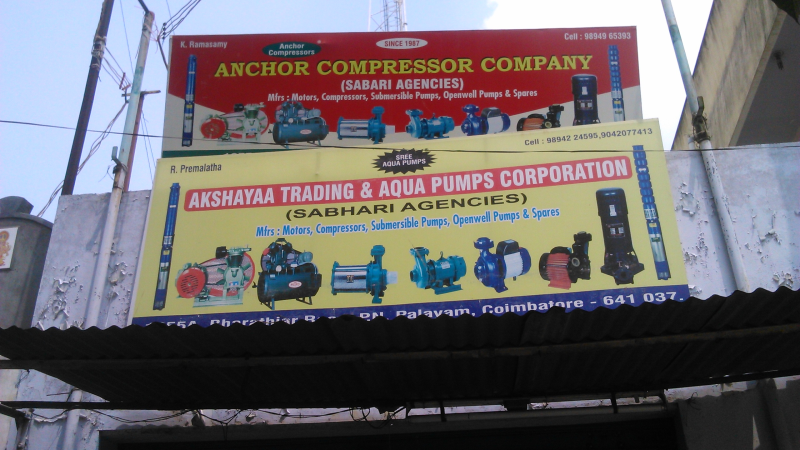 K. Ramasamy
Anchor Compressors
SINCE 1987
Cell : 98949 65393
ANCHOR COMPRESSOR COMPANY
(SABARI AGENCIES)
Mfrs : Motors, Compressors, Submersible Pumps, Openwell Pumps & Spares
R. Premalatha
SREE AQUA PUMPS
Cell : 98942 24595, 9042077413
AKSHAYAA TRADING & AQUA PUMPS CORPORATION
(SABHARI AGENCIES)
Mfrs : Motors, Compressors, Submersible Pumps, Openwell Pumps & Spares
PN. Palayam, Coimbatore - 641 037.